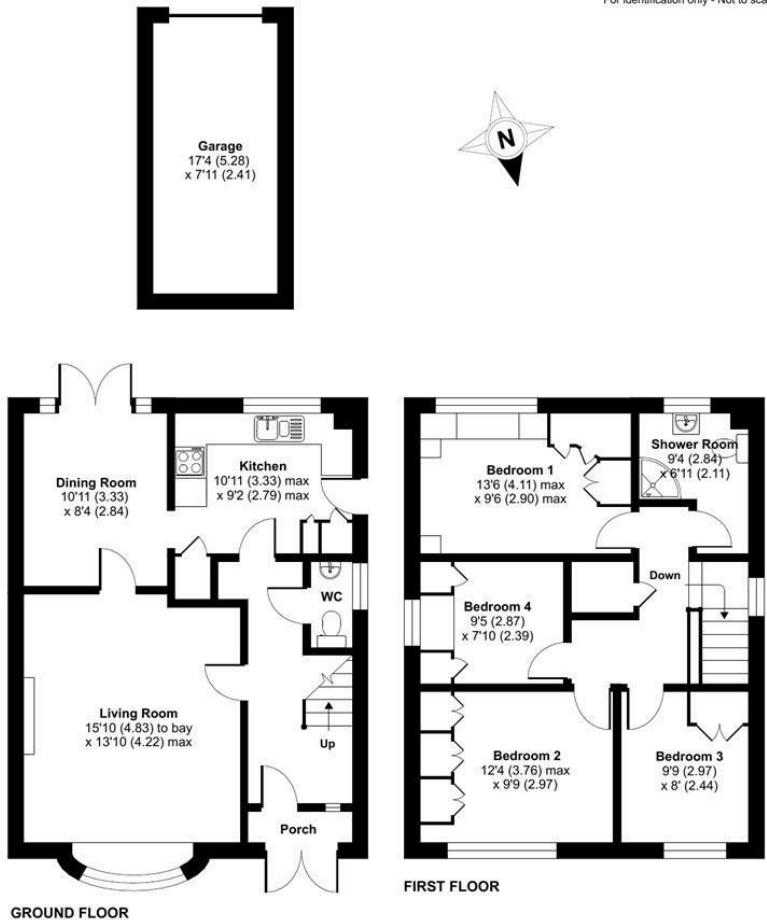 For identification only - Not to sca
Garage
17'4 (5.28)
x 7'11 (2.41)
N
Dining Room
10'11 (3.33)
x 8'4 (2.84)
Kitchen
10'11 (3.33) max
x 9'2 (2.79) max
WC
Living Room
15'10 (4.83) to bay
x 13'10 (4.22) max
Up
Porch
GROUND FLOOR
Bedroom 1
13'6 (4.11) max
x 9'6 (2.90) max
Shower Room
9'4 (2.84)
x 6'11 (2.11)
Down
Bedroom 4
9'5 (2.87)
x 7'10 (2.39)
Bedroom 2
12'4 (3.76) max
x 9'9 (2.97)
Bedroom 3
9'9 (2.97)
x 8' (2.44)
FIRST FLOOR